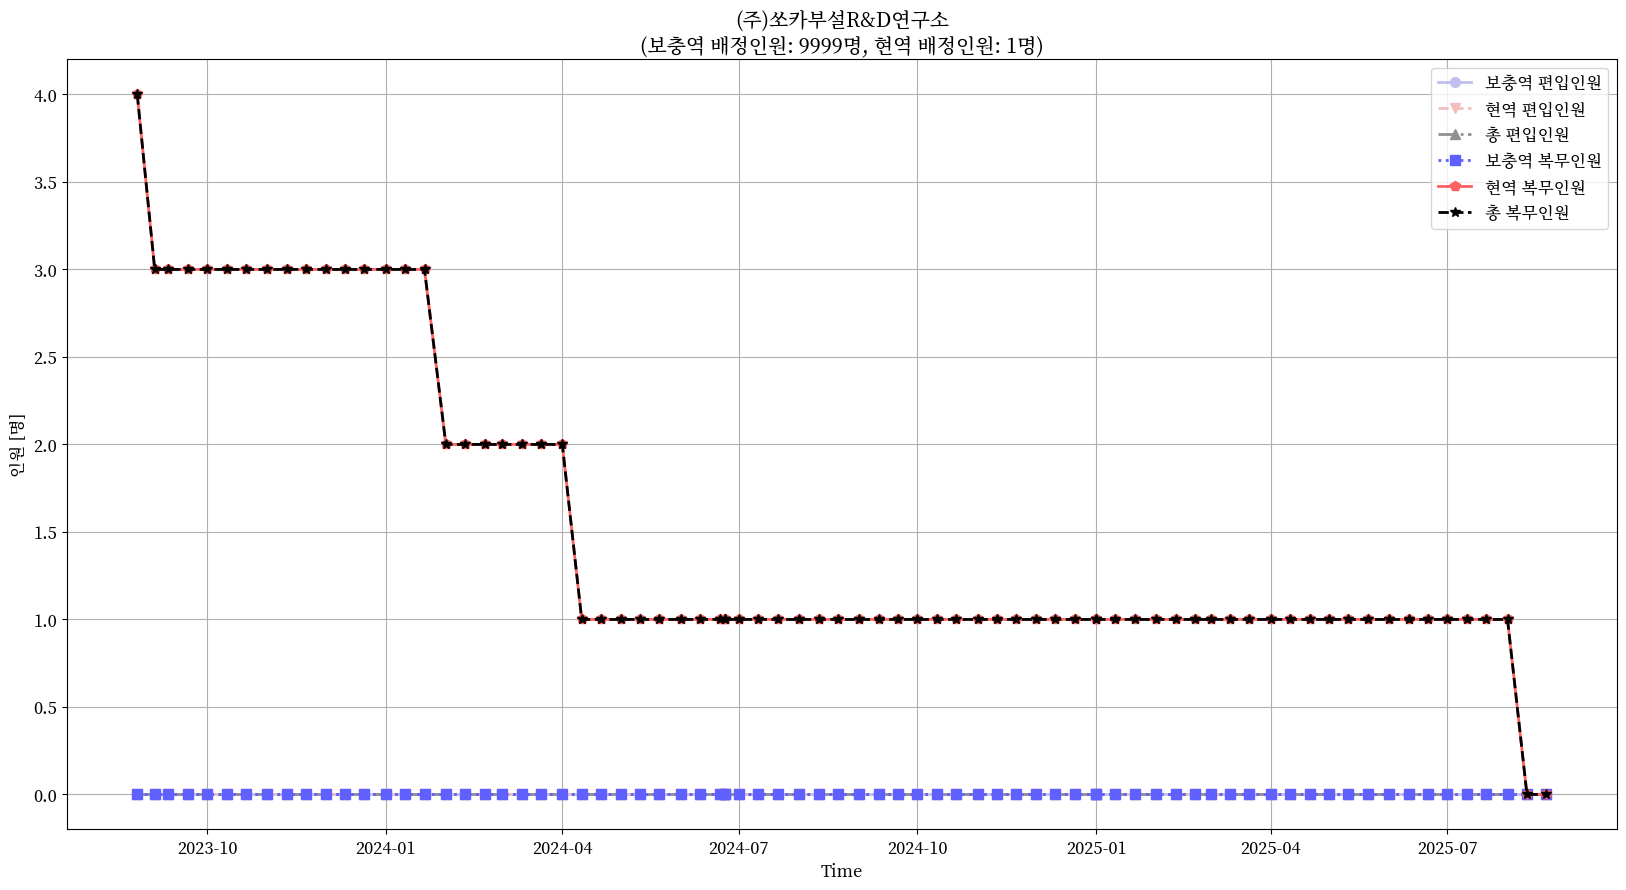 (주)쏘카부설R&D연구소
(보충역 배정인원: 9999명, 현역 배정인원: 1명)
보충역 편입인원
현역 편입인원
총 편입인원
보충역 복무인원
현역 복무인원
총 복무인원
인원 [명]
4.0
3.5
3.0
2.5
2.0
1.5
1.0
0.5
0.0
2023-10 2024-01 2024-04 2024-07 2024-10 2025-01 2025-04 2025-07
Time